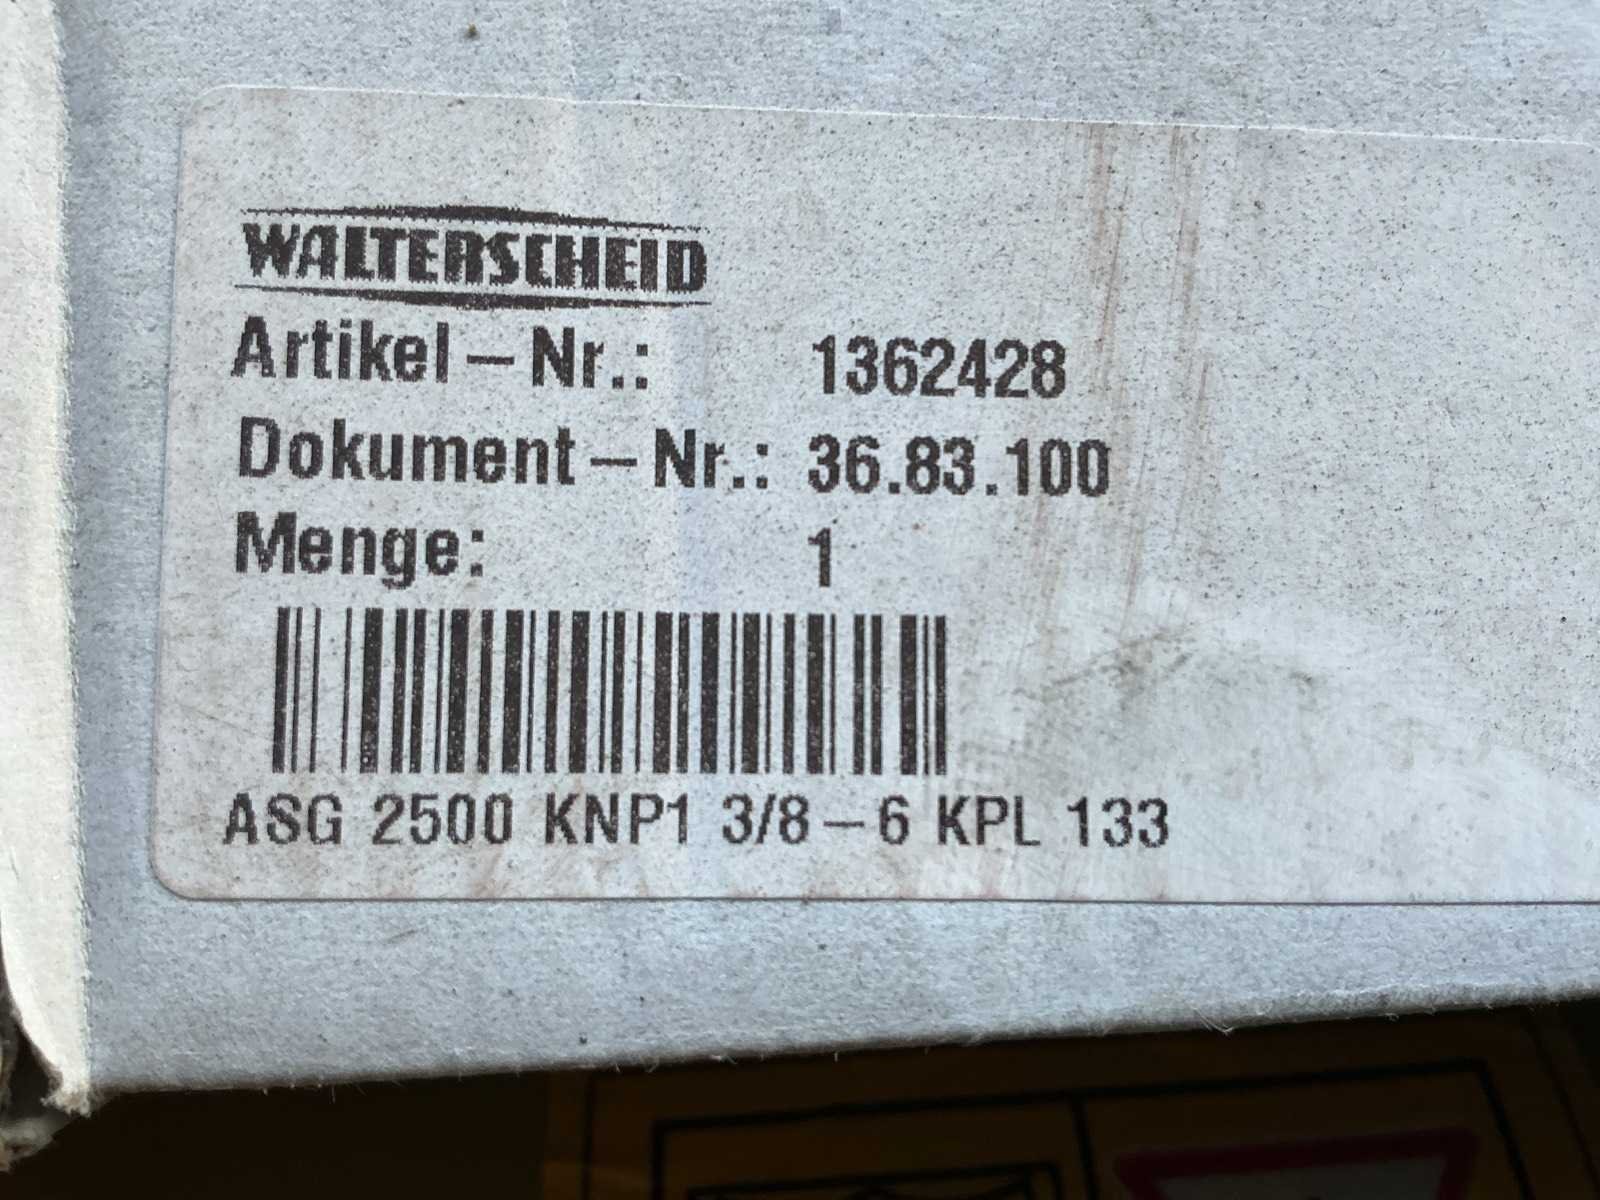 WALTERSCHEID
Artikel-Nr.: 1362428
Dokument-Nr.: 36.83.100
Menge: 1
ASG 2500 KNP1 3/8-6 KPL 133